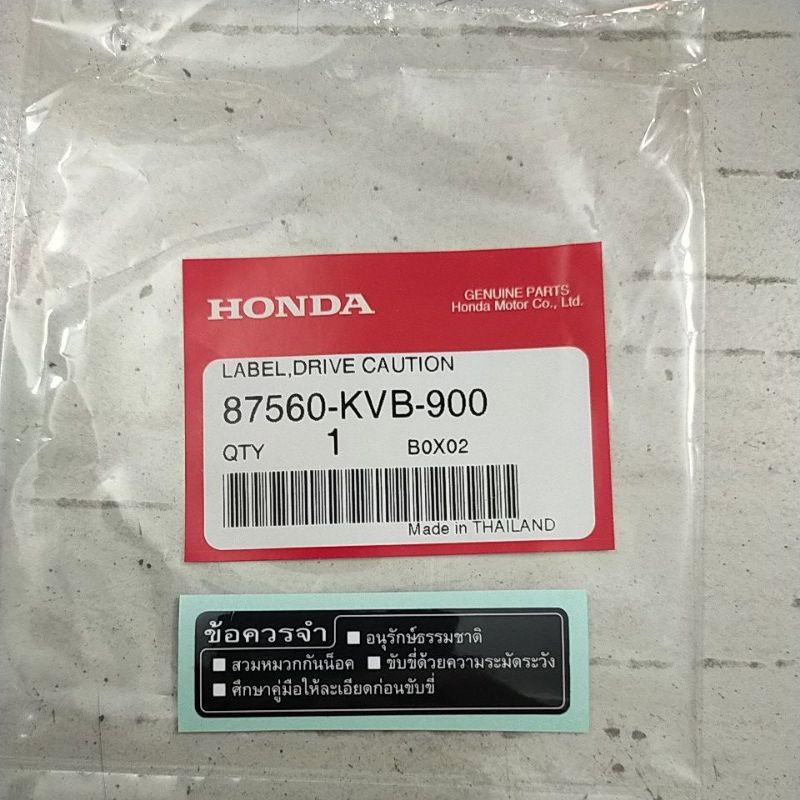 HONDA
GENUINE PARTS
Honda Motor Co., Ltd.
LABEL,DRIVE CAUTION
87560-KVB-900
QTY 1 B0X02
Made in THAILAND
ข้อควรจำ ■ อนุรักษ์ธรรมชาติ
■ สวมหมวกกันน็อค ■ ขับขี่ด้วยความระมัดระวัง
■ ศึกษาคู่มือให้ละเอียดก่อนขับขี่